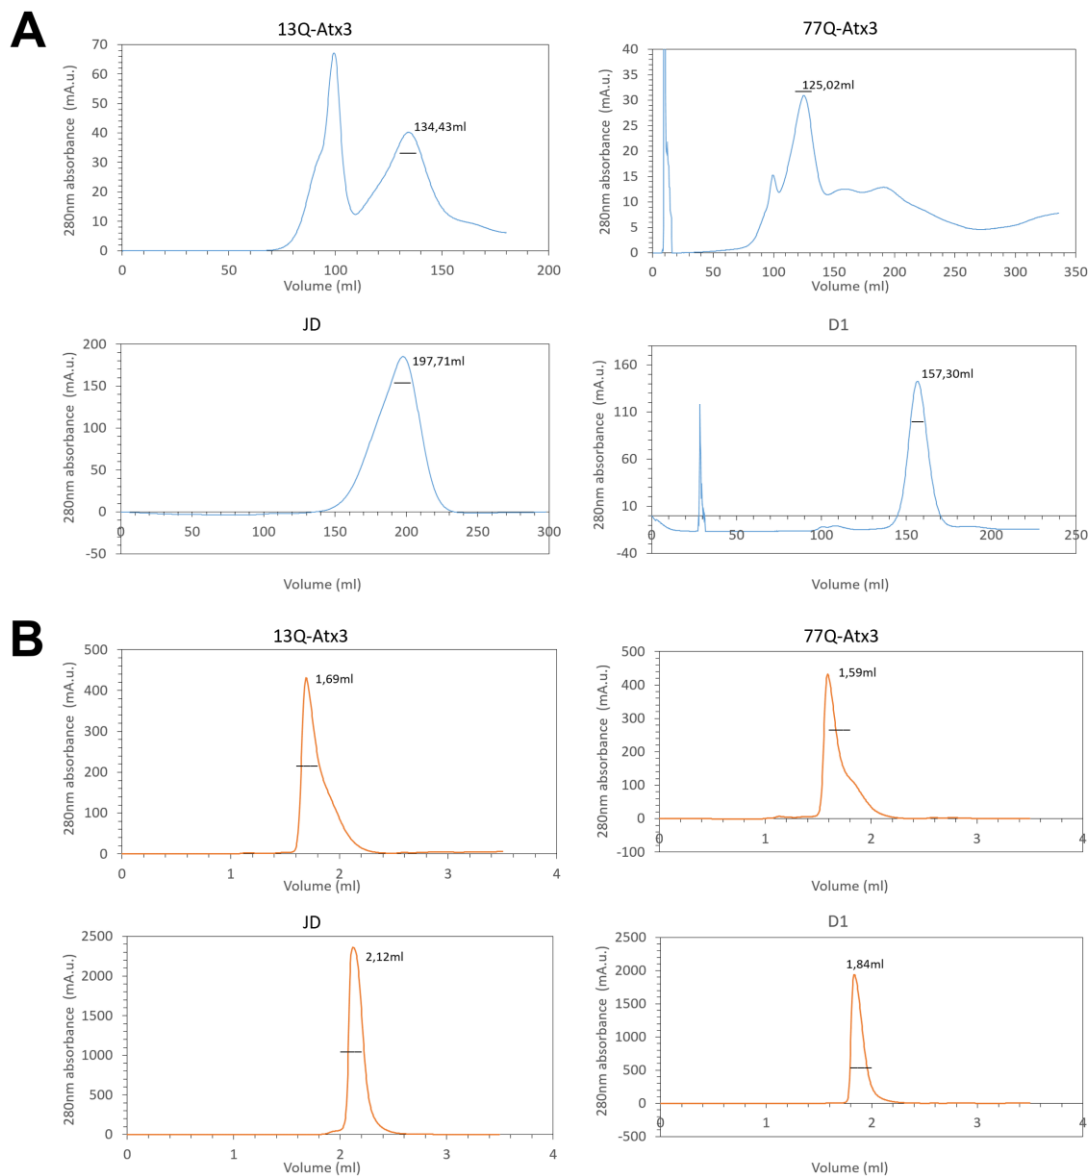 A
13Q-Atx3
280nm absorbance (mA.u.)
70
60
50
40
30
20
10
0
134,43ml
0 50 100 150 200
Volume (ml)
77Q-Atx3
280nm absorbance (mA.u.)
40
35
30
25
20
15
10
5
0
125,02ml
0 50 100 150 200 250 300 350
Volume (ml)
JD
280nm absorbance (mA.u.)
200
150
100
50
0
-50
197,71ml
0 50 100 150 200 250 300
Volume (ml)
D1
280nm absorbance (mA.u.)
160
110
60
10
-40
157,30ml
0 50 100 150 200 250
Volume (ml)
B
13Q-Atx3
280nm absorbance (mA.u.)
500
400
300
200
100
0
1,69ml
0 1 2 3 4
Volume (ml)
77Q-Atx3
280nm absorbance (mA.u.)
500
400
300
200
100
0
-100
1,59ml
0 1 2 3 4
Volume (ml)
JD
280nm absorbance (mA.u.)
2500
2000
1500
1000
500
0
2,12ml
0 1 2 3 4
Volume (ml)
D1
280nm absorbance (mA.u.)
2500
2000
1500
1000
500
0
-500
1,84ml
0 1 2 3 4
Volume (ml)